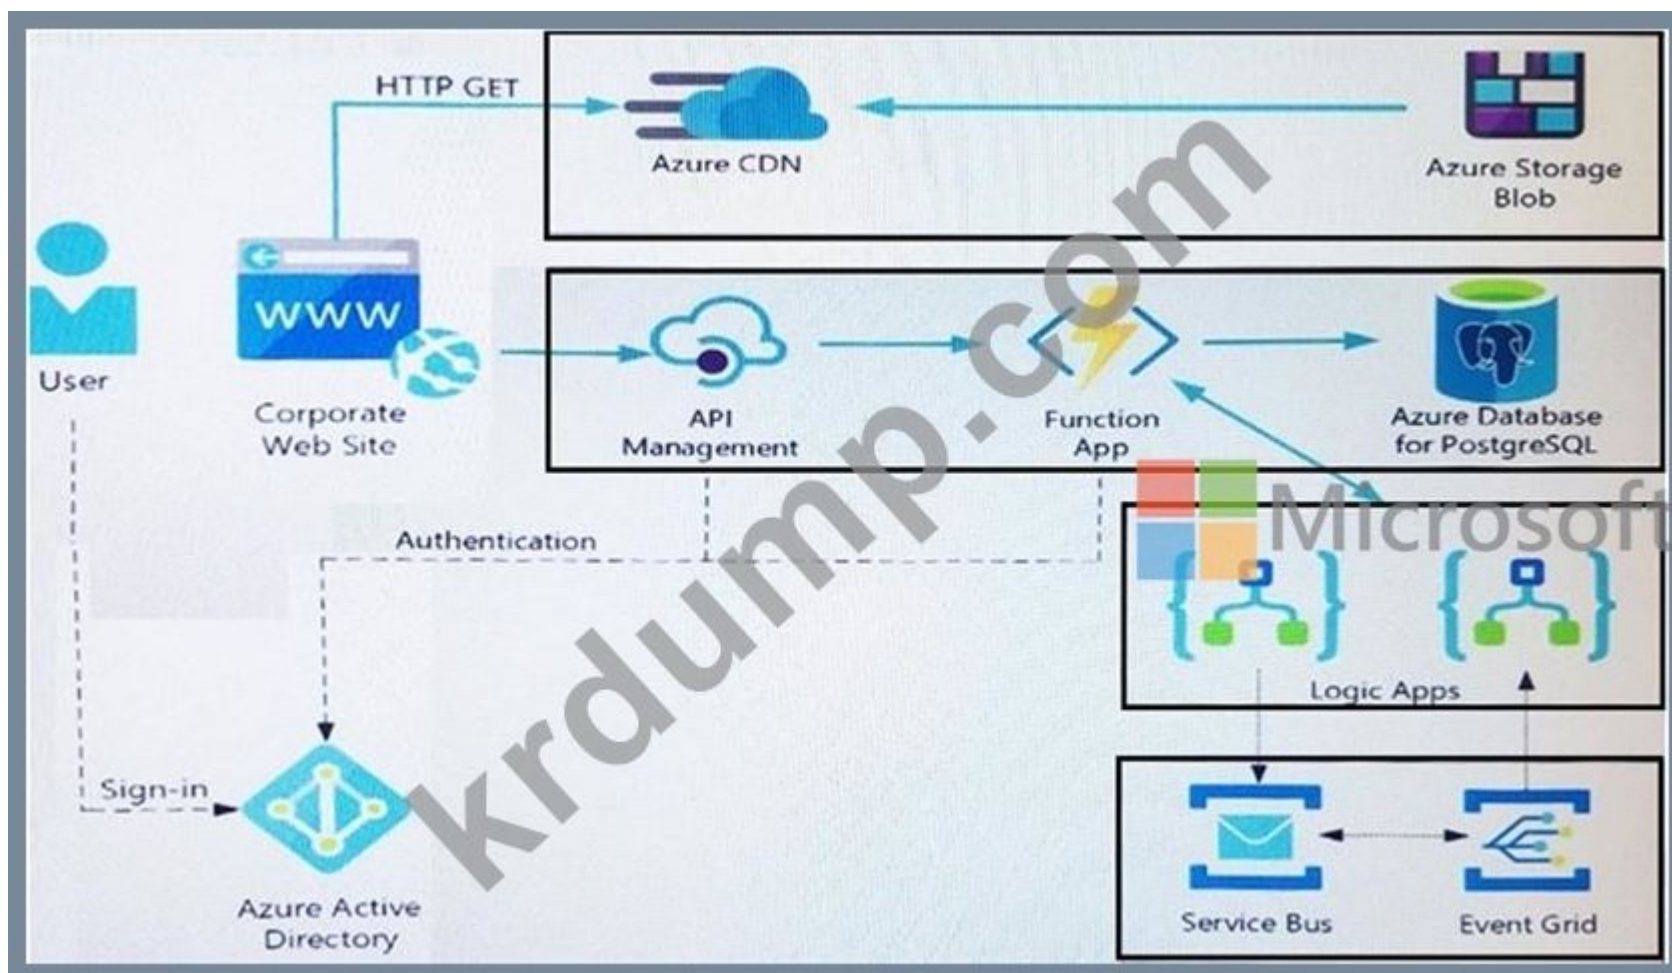 HTTP GET
Azure CDN
Azure Storage
Blob
WWW
User
Corporate
Web Site
API
Management
Function
App
Azure Database
for PostgreSQL
Microsoft
Authentication
Logic Apps
Sign-in
Azure Active
Directory
Service Bus
Event Grid
krdump.com